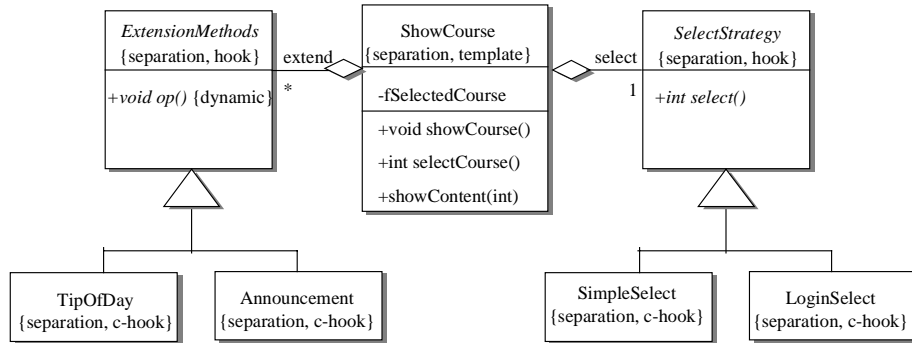 ExtensionMethods
{separation, hook}
+void op() {dynamic}
extend
*
ShowCourse
{separation, template}
-fSelectedCourse
+void showCourse()
+int selectCourse()
+showContent(int)
select
1
SelectStrategy
{separation, hook}
+int select()
TipOfDay
{separation, c-hook}
Announcement
{separation, c-hook}
SimpleSelect
{separation, c-hook}
LoginSelect
{separation, c-hook}